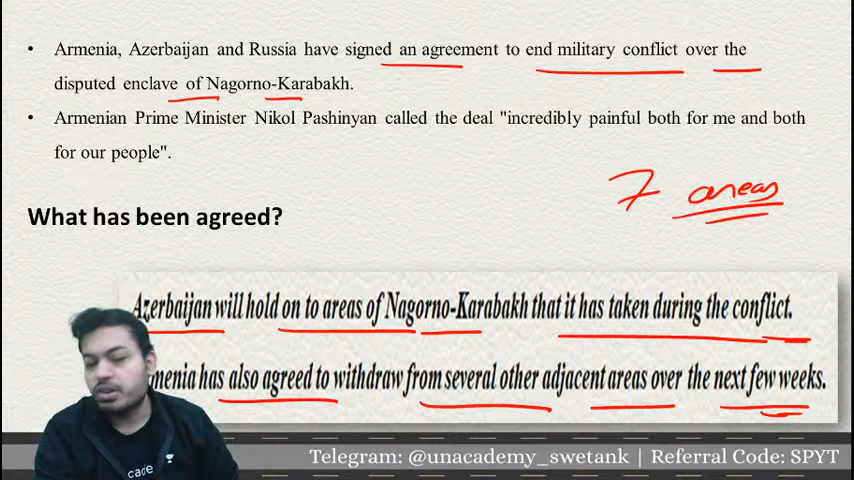 • Armenia, Azerbaijan and Russia have signed an agreement to end military conflict over the
disputed enclave of Nagorno-Karabakh.
• Armenian Prime Minister Nikol Pashinyan called the deal "incredibly painful both for me and both
for our people".
7 areas
What has been agreed?
Azerbaijan will hold on to areas of Nagorno-Karabakh that it has taken during the conflict.
menia has also agreed to withdraw from several other adjacent areas over the next few weeks.
cade
Telegram: @unacademy_swetank | Referral Code: SPYT